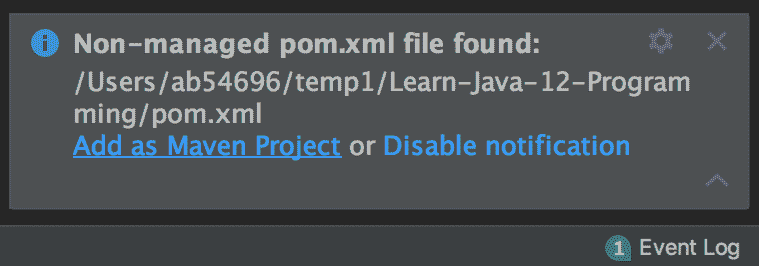 Non-managed pom.xml file found:
/Users/ab54696/temp1/Learn-Java-12-Program
ming/pom.xml
Add as Maven Project or Disable notification
1 Event Log